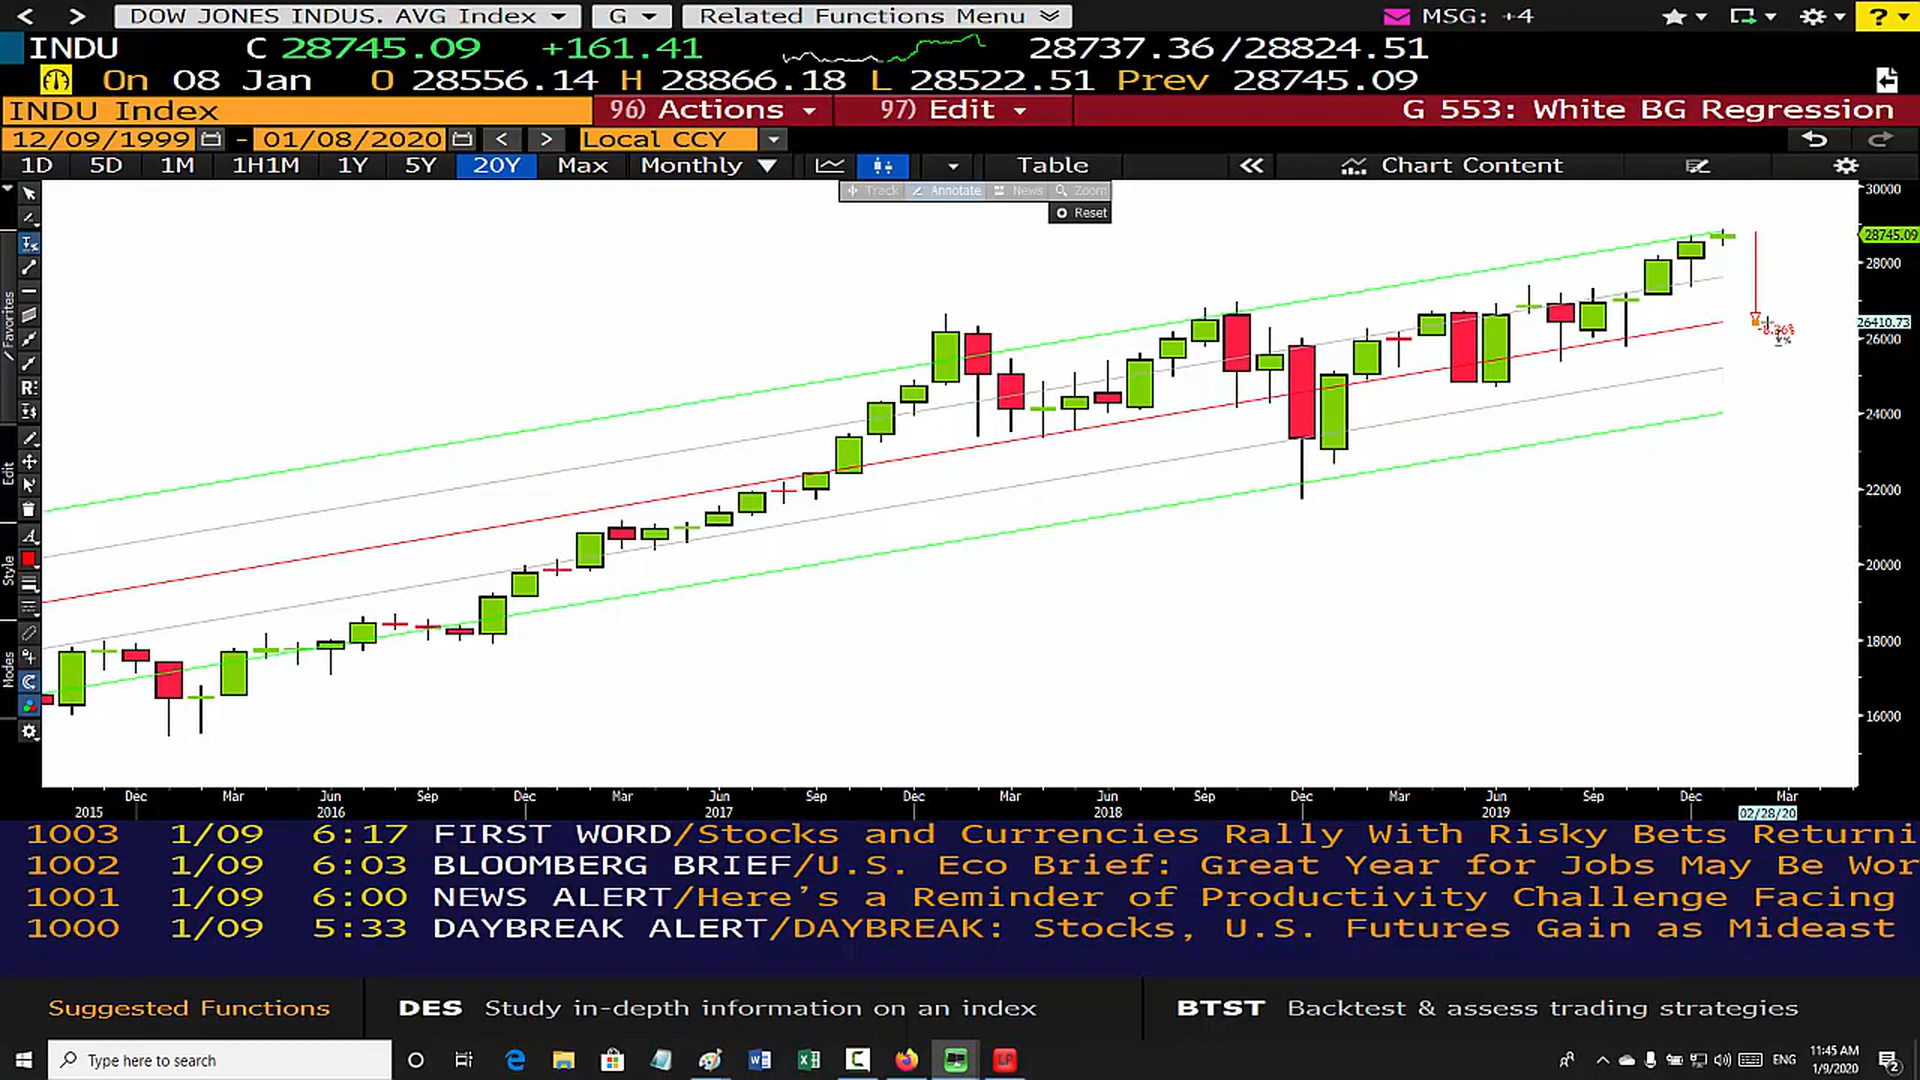 DOW JONES INDUS. AVG Index G Related Functions Menu MSG: +4 ?
INDU C 28745.09 +161.41 28737.36/28824.51
On 08 Jan O 28556.14 H 28866.18 L 28522.51 Prev 28745.09
INDU Index 96) Actions 97) Edit G 553: White BG Regression
12/09/1999 - 01/08/2020 < > Local CCY
1D 5D 1M 1H1M 1Y 5Y 20Y Max Monthly Table Chart Content
Track Annotate News Zoom
Reset
30000
28745.09
28000
26410.73
26000
24000
22000
20000
18000
16000
Favorites
Edit
Style
Modes
Dec Mar Jun Sep Dec Mar Jun Sep Dec Mar Jun Sep Dec Mar Jun Sep Dec Mar
2015 2016 2017 2018 2019 02/28/20
1003 1/09 6:17 FIRST WORD/Stocks and Currencies Rally With Risky Bets Returni
1002 1/09 6:03 BLOOMBERG BRIEF/U.S. Eco Brief: Great Year for Jobs May Be Wor
1001 1/09 6:00 NEWS ALERT/Here's a Reminder of Productivity Challenge Facing
1000 1/09 5:33 DAYBREAK ALERT/DAYBREAK: Stocks, U.S. Futures Gain as Mideast
Suggested Functions DES Study in-depth information on an index BTST Backtest & assess trading strategies
Type here to search
ENG
11:45 AM
1/9/2020